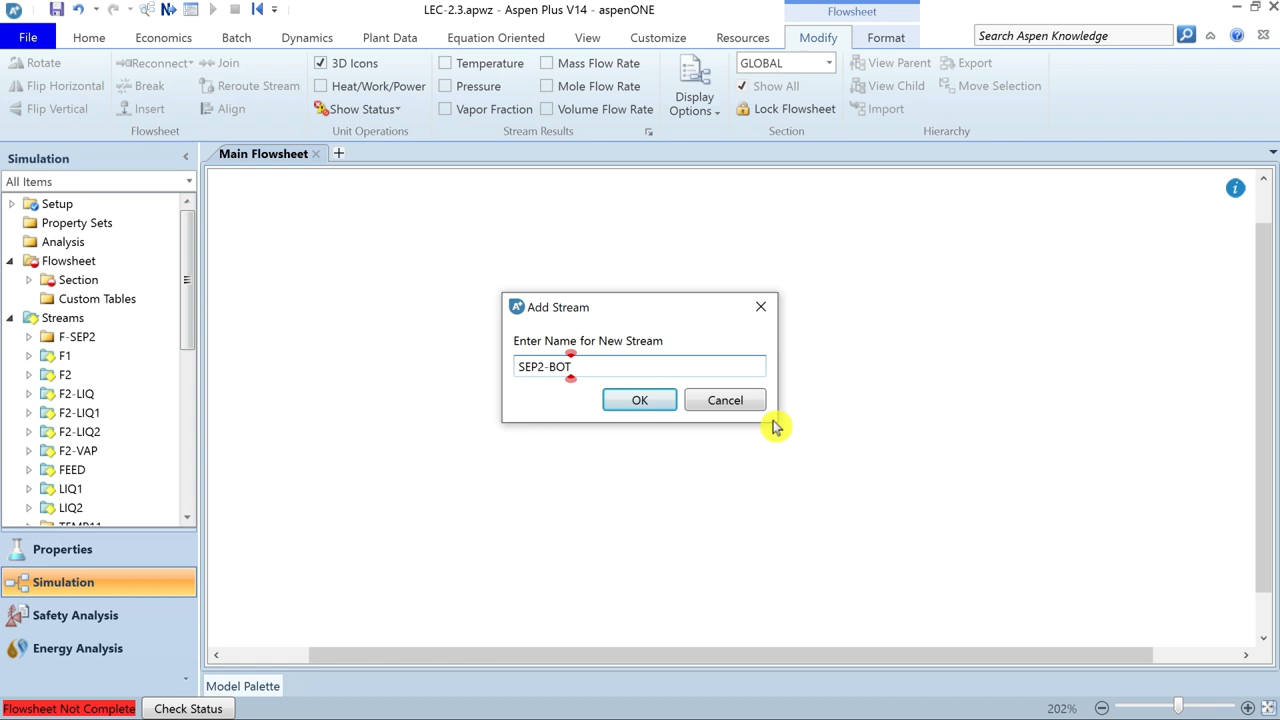 LEC-2.3.apwz - Aspen Plus V14 - aspenONE
Flowsheet
File Home Economics Batch Dynamics Plant Data Equation Oriented View Customize Resources Modify Format Search Aspen Knowledge
Rotate Reconnect Join 3D Icons Temperature Mass Flow Rate GLOBAL View Parent Export
Flip Horizontal Break Reroute Stream Heat/Work/Power Pressure Mole Flow Rate Display Show All View Child Move Selection
Flip Vertical Insert Align Show Status Vapor Fraction Volume Flow Rate Options Lock Flowsheet Import
Flowsheet Unit Operations Stream Results Section Hierarchy
Simulation
Main Flowsheet
All Items
Setup
Property Sets
Analysis
Flowsheet
Section
Custom Tables
Streams
F-SEP2
F1
F2
F2-LIQ
F2-LIQ1
F2-LIQ2
F2-VAP
FEED
LIQ1
LIQ2
TEMP11
Properties
Simulation
Safety Analysis
Energy Analysis
Add Stream
Enter Name for New Stream
SEP2-BOT
OK Cancel
Model Palette
Flowsheet Not Complete Check Status 202%